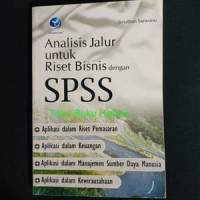 Jonathan Sarwono
Analisis Jalur
untuk
Riset Bisnis dengan
SPSS
Aplikasi dalam Riset Pemasaran
Aplikasi dalam Keuangan
Aplikasi dalam Manajemen Sumber Daya Manusia
Aplikasi dalam Kewirausahaan